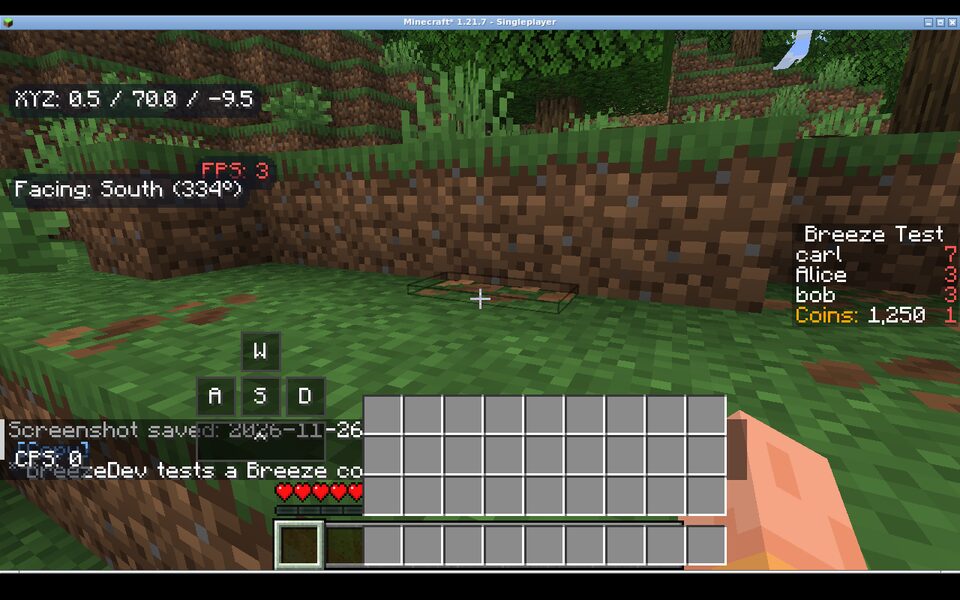 Minecraft* 1.21.7 - Singleplayer
XYZ: 0.5 / 70.0 / -9.5
FPS: 3
Facing: South (334º)
Breeze Test
carl 7
Alice 3
bob 3
Coins: 1,250 1
W
A S D
Screenshot saved: 2026-11-26
[Copy]
CPS: 0
* BreezeDev tests a Breeze co